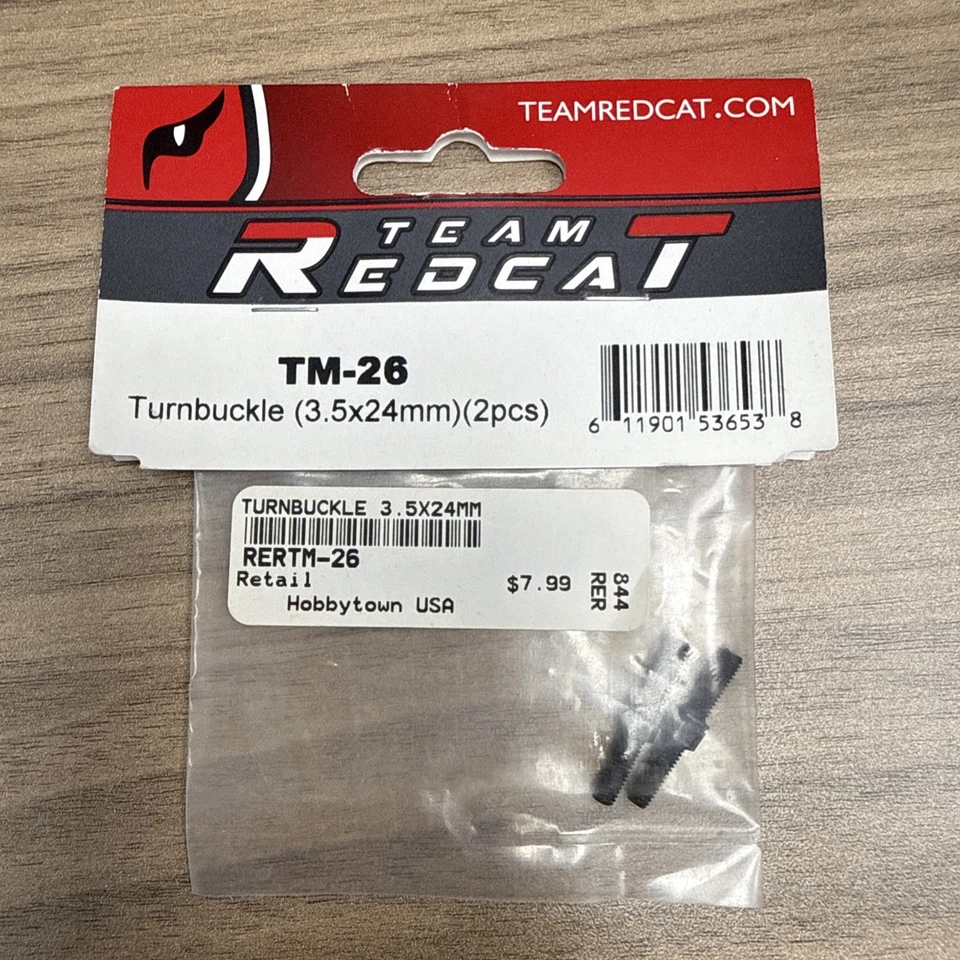 TEAMREDCAT.COM
TEAM
REDCAT
TM-26
Turnbuckle (3.5x24mm)(2pcs)
6 11901 53653 8
TURNBUCKLE 3.5X24MM
RERTM-26
Retail
$7.99
Hobbytown USA
844
RER